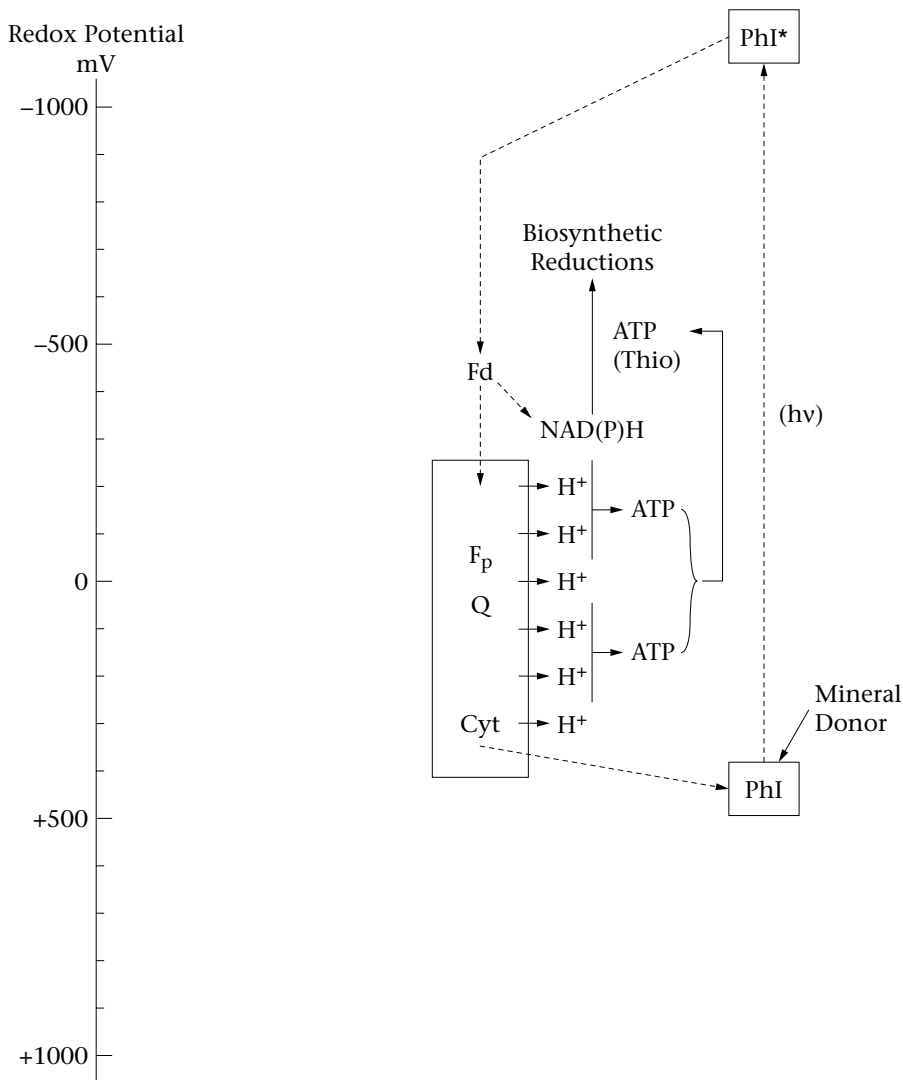 Redox Potential
mV
–1000
–500
0
+500
+1000
PhI*
Biosynthetic
Reductions
ATP
(Thio)
Fd
NAD(P)H
(hν)
H⁺
ATP
H⁺
Fₚ
H⁺
Q
H⁺
ATP
H⁺
Cyt
H⁺
Mineral
Donor
PhI